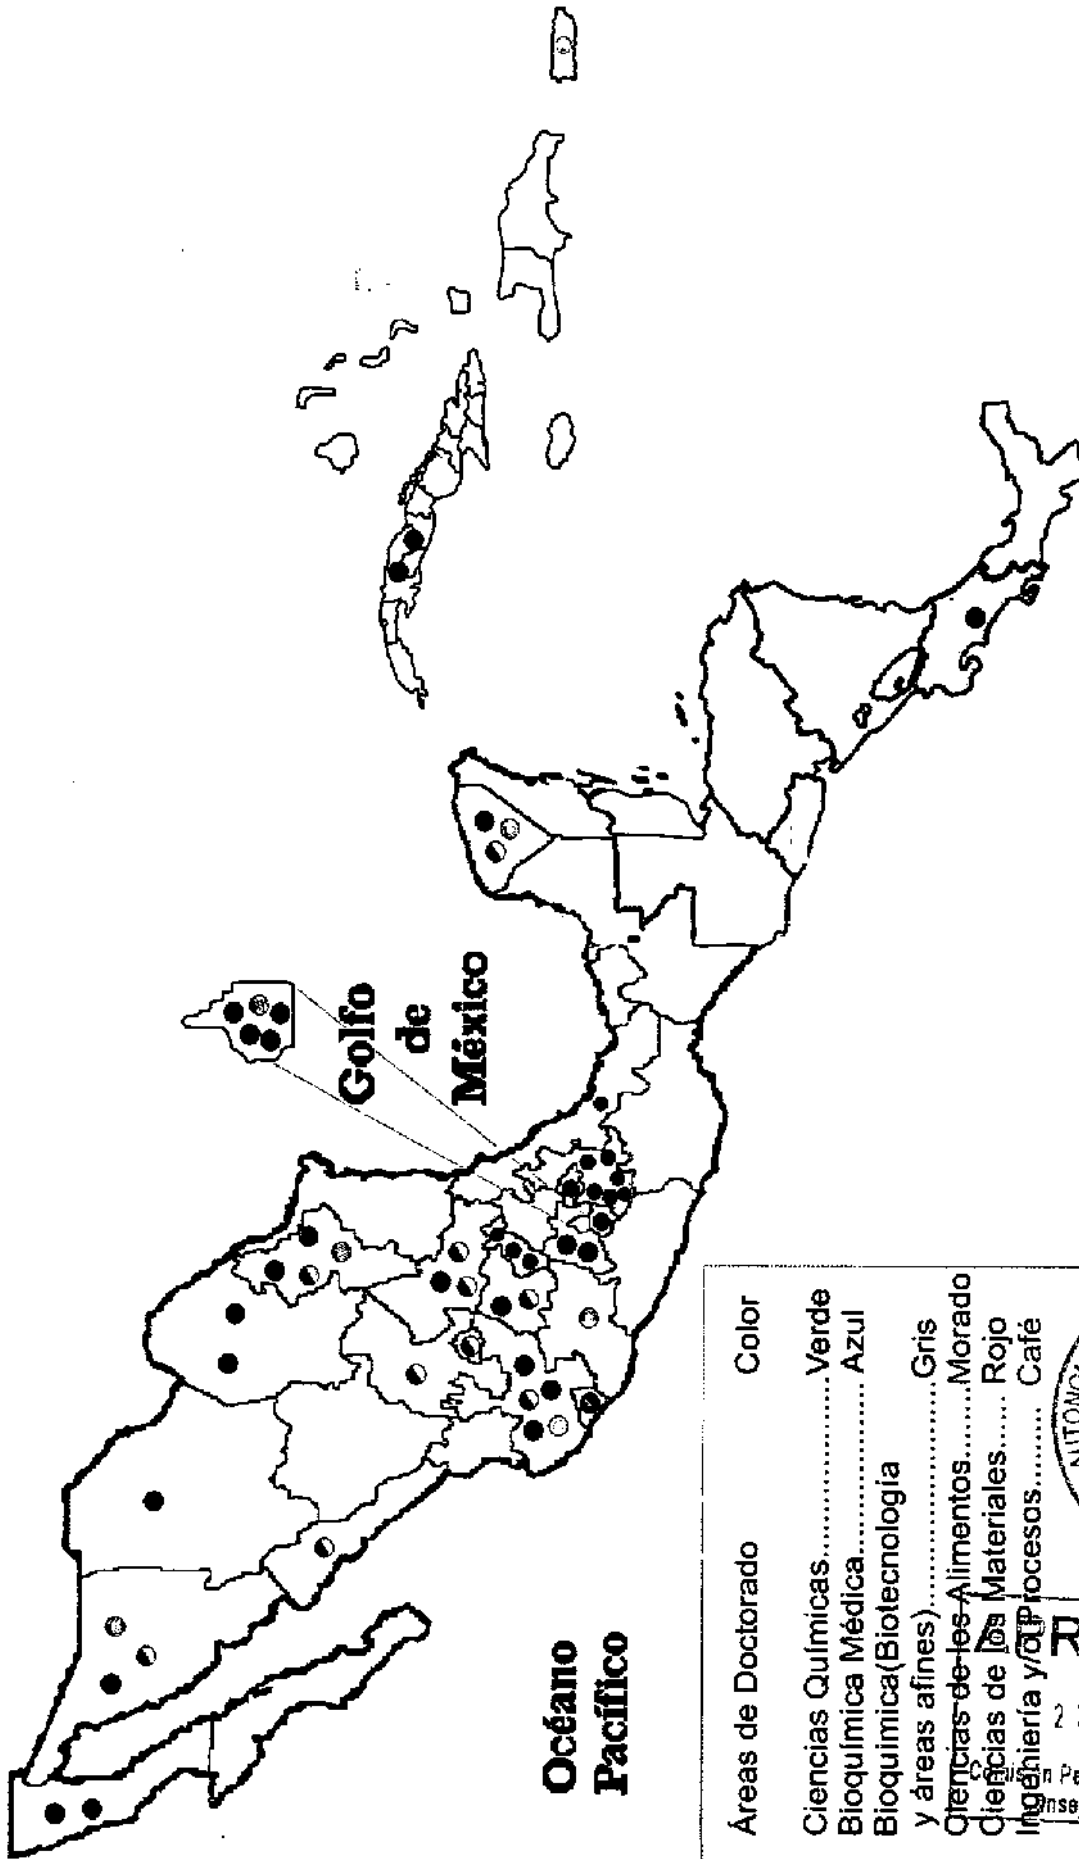 Golfo
de
México
Océano
Pacífico
Áreas de Doctorado Color
Ciencias Químicas.....................Verde
Bioquímica Médica.................. Azul
Bioquimica(Biotecnología
y áreas afines).........................Gris
Ciencias de los Alimentos.........Morado
Ciencias de los Materiales...... Rojo
Ingeniería y/o Procesos......... Café